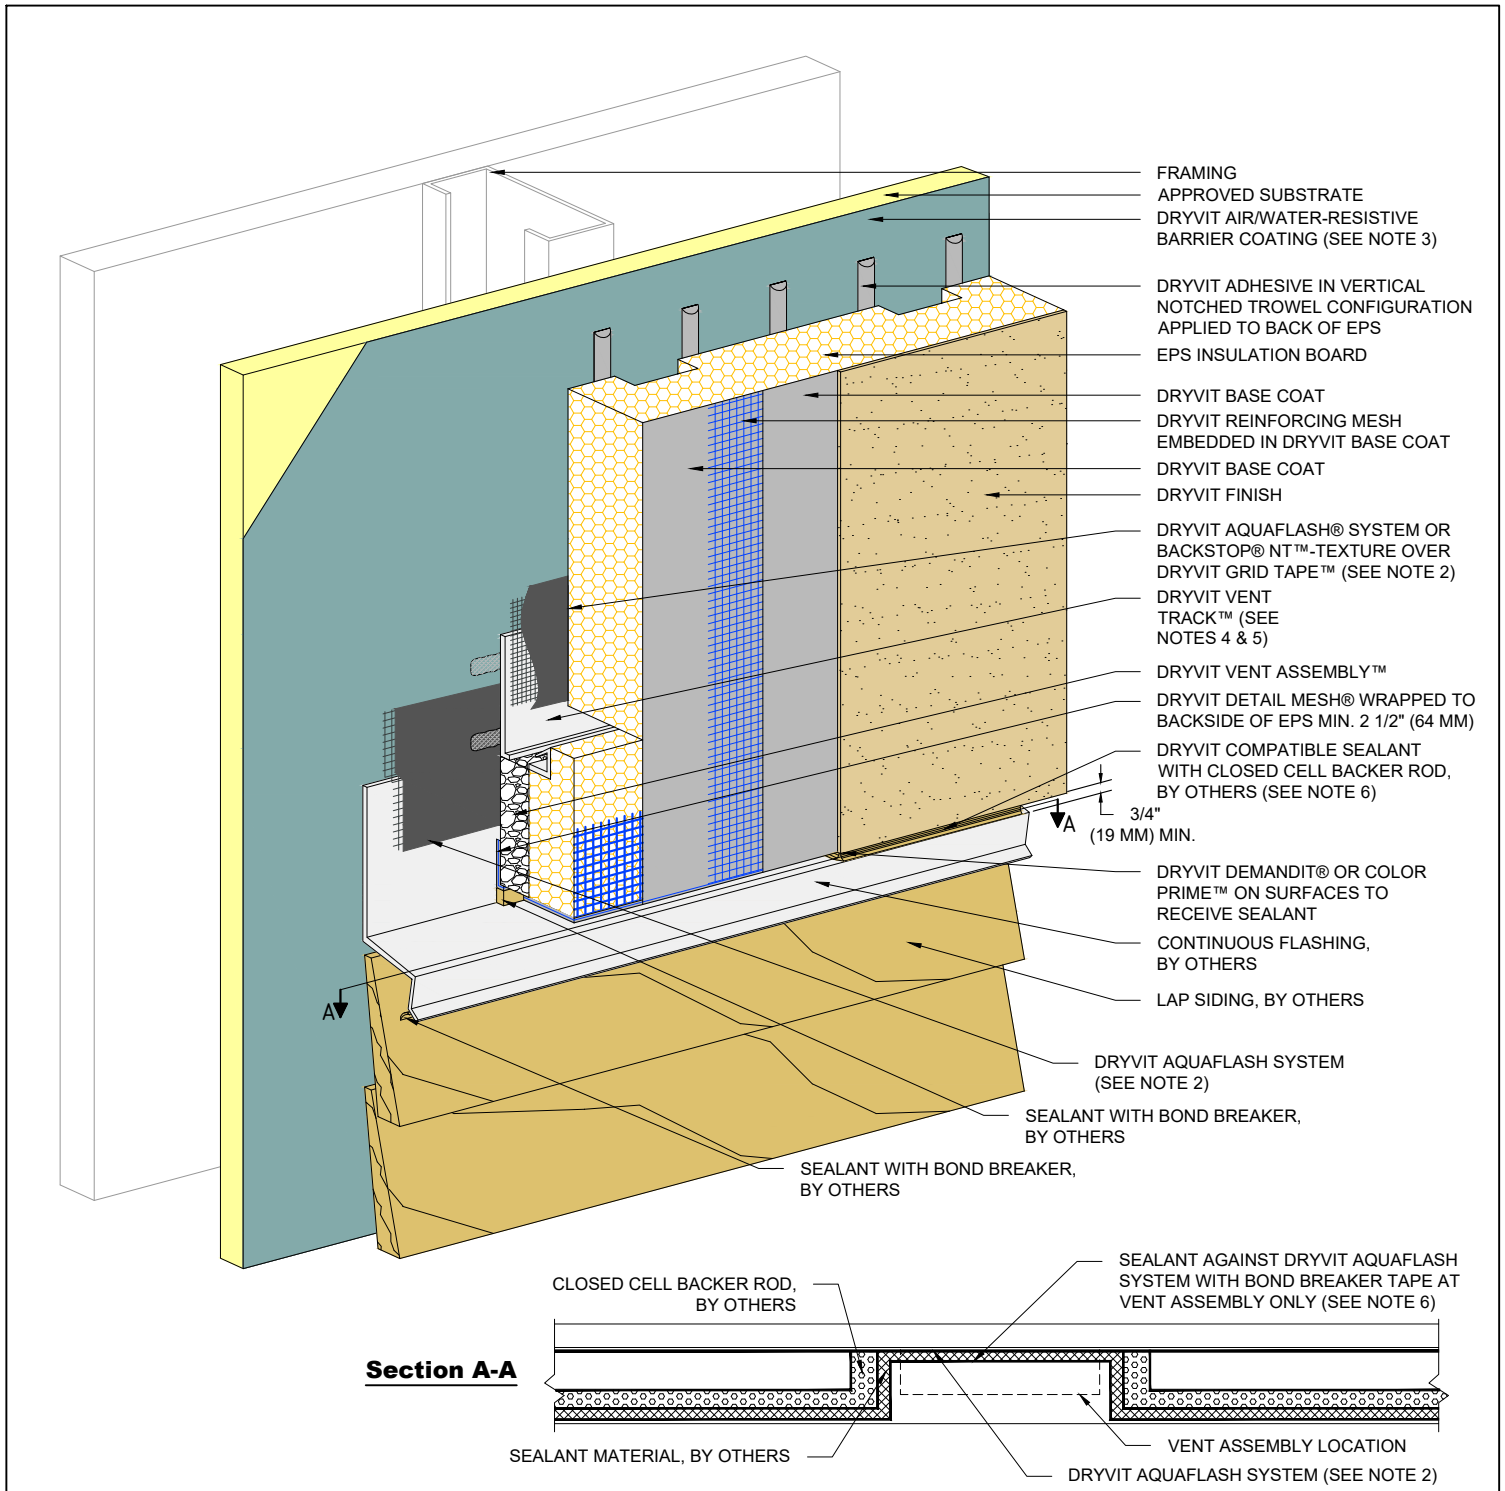 FRAMING
APPROVED SUBSTRATE
DRYVIT AIR/WATER-RESISTIVE
BARRIER COATING (SEE NOTE 3)
DRYVIT ADHESIVE IN VERTICAL
NOTCHED TROWEL CONFIGURATION
APPLIED TO BACK OF EPS
EPS INSULATION BOARD
DRYVIT BASE COAT
DRYVIT REINFORCING MESH
EMBEDDED IN DRYVIT BASE COAT
DRYVIT BASE COAT
DRYVIT FINISH
DRYVIT AQUAFLASH® SYSTEM OR
BACKSTOP® NT™-TEXTURE OVER
DRYVIT GRID TAPE™ (SEE NOTE 2)
DRYVIT VENT
TRACK™ (SEE
NOTES 4 & 5)
DRYVIT VENT ASSEMBLY™
DRYVIT DETAIL MESH® WRAPPED TO
BACKSIDE OF EPS MIN. 2 1/2" (64 MM)
DRYVIT COMPATIBLE SEALANT
WITH CLOSED CELL BACKER ROD,
BY OTHERS (SEE NOTE 6)
3/4"
(19 MM) MIN.
A
DRYVIT DEMANDIT® OR COLOR
PRIME™ ON SURFACES TO
RECEIVE SEALANT
CONTINUOUS FLASHING,
BY OTHERS
LAP SIDING, BY OTHERS
A
DRYVIT AQUAFLASH SYSTEM
(SEE NOTE 2)
SEALANT WITH BOND BREAKER,
BY OTHERS
SEALANT WITH BOND BREAKER,
BY OTHERS
SEALANT AGAINST DRYVIT AQUAFLASH
SYSTEM WITH BOND BREAKER TAPE AT
VENT ASSEMBLY ONLY (SEE NOTE 6)
CLOSED CELL BACKER ROD,
BY OTHERS
Section A-A
SEALANT MATERIAL, BY OTHERS
VENT ASSEMBLY LOCATION
DRYVIT AQUAFLASH SYSTEM (SEE NOTE 2)